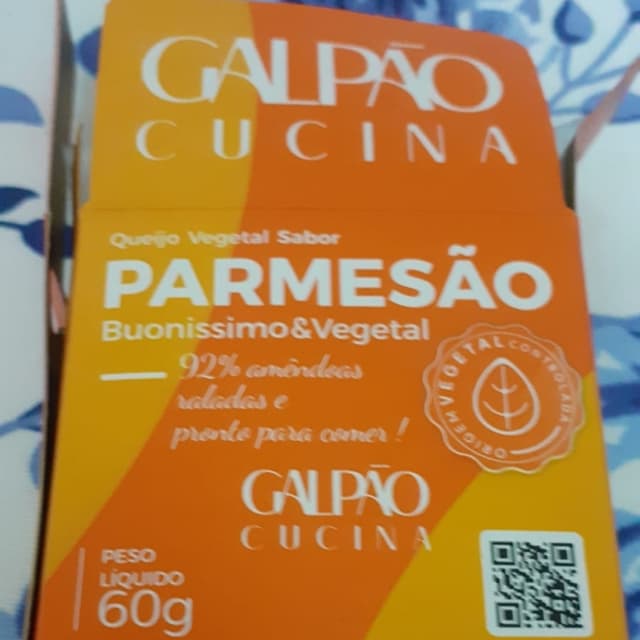 GALPÃO
CUCINA
Queijo Vegetal Sabor
PARMESÃO
Buonissimo&Vegetal
92% amêndoas
raladas e
pronto para comer!
VEGETAL CONTROLADA
ORIGEM
GALPÃO
CUCINA
PESO
LÍQUIDO
60g